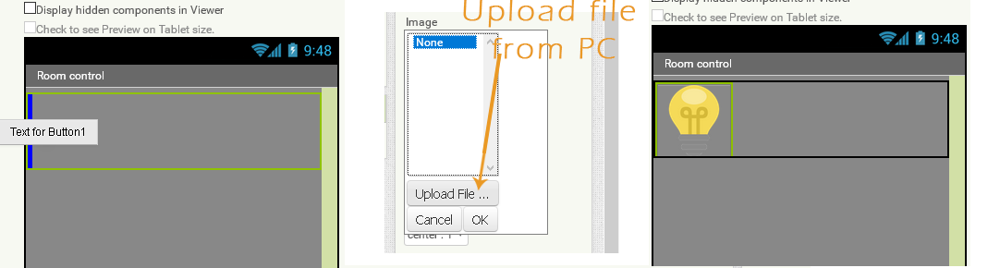 Display hidden components in Viewer
Check to see Preview on Tablet size.
9:48
Room control
Text for Button1
Image
Upload file
from PC
None
Upload File ...
Cancel
OK
Display hidden components in Viewer
Check to see Preview on Tablet size.
9:48
Room control